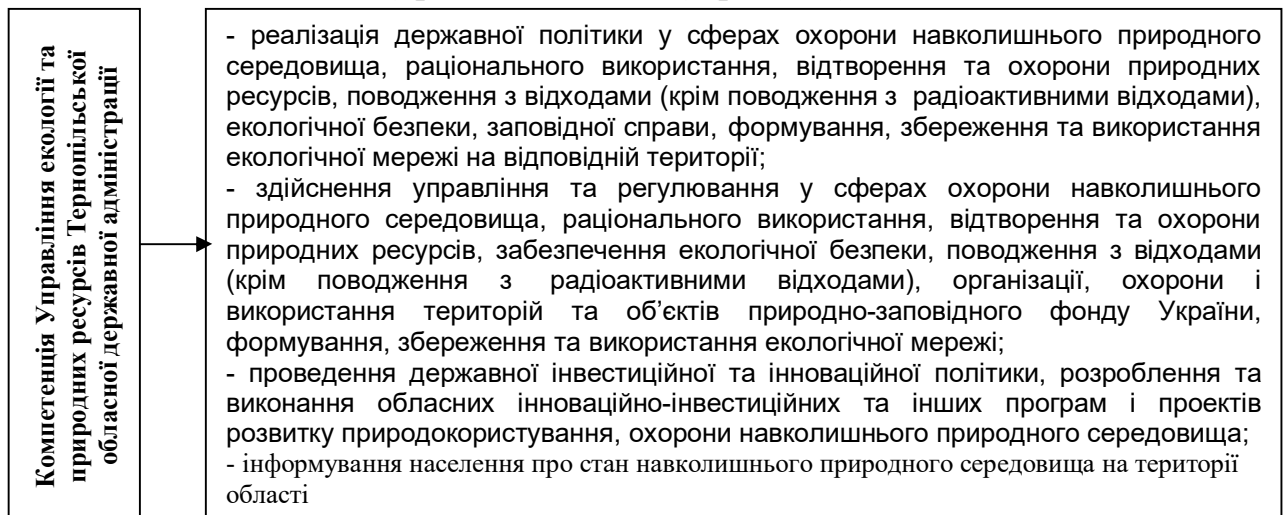 Компетенція Управління екології та
природних ресурсів Тернопільської
обласної державної адміністрації
- реалізація державної політики у сферах охорони навколишнього природного
середовища, раціонального використання, відтворення та охорони природних
ресурсів, поводження з відходами (крім поводження з радіоактивними відходами),
екологічної безпеки, заповідної справи, формування, збереження та використання
екологічної мережі на відповідній території;
- здійснення управління та регулювання у сферах охорони навколишнього
природного середовища, раціонального використання, відтворення та охорони
природних ресурсів, забезпечення екологічної безпеки, поводження з відходами
(крім поводження з радіоактивними відходами), організації, охорони і
використання територій та об’єктів природно-заповідного фонду України,
формування, збереження та використання екологічної мережі;
- проведення державної інвестиційної та інноваційної політики, розроблення та
виконання обласних інноваційно-інвестиційних та інших програм і проектів
розвитку природокористування, охорони навколишнього природного середовища;
- інформування населення про стан навколишнього природного середовища на території
області